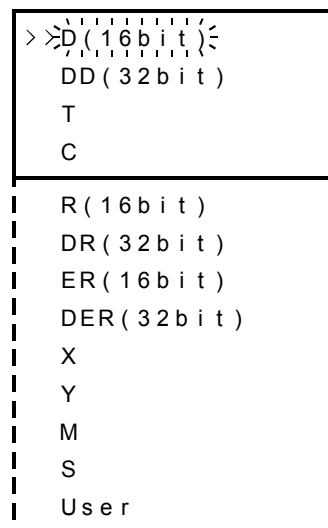 >>D(16bit)
DD(32bit)
T
C
R(16bit)
DR(32bit)
ER(16bit)
DER(32bit)
X
Y
M
S
User